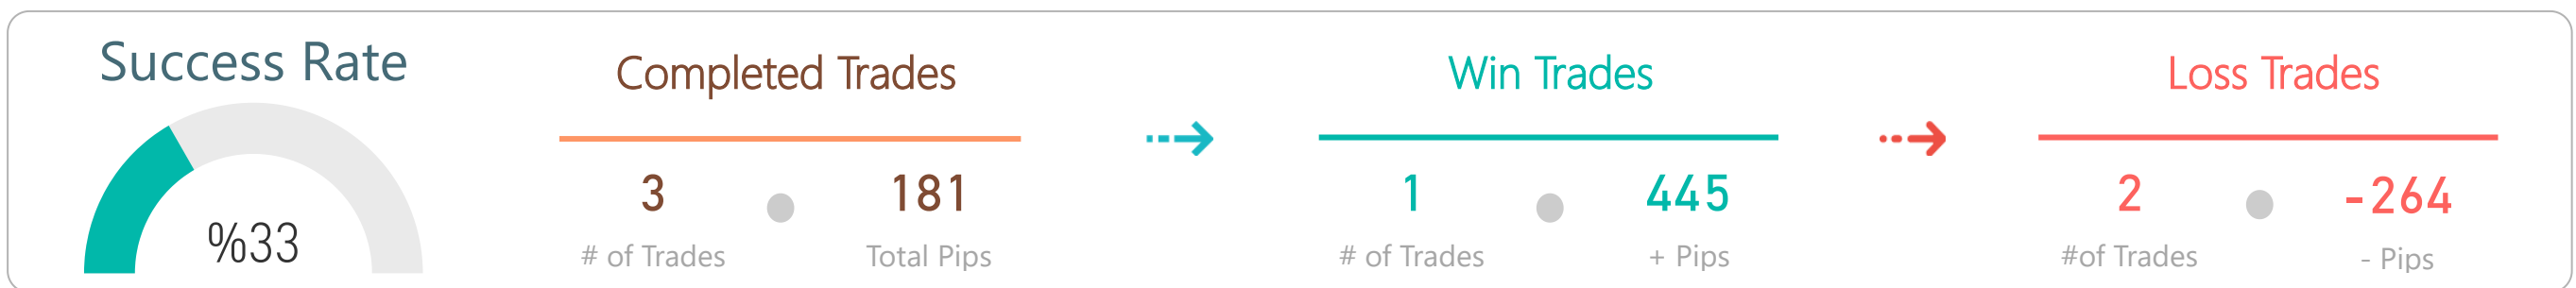 Success Rate
%33
Completed Trades
3 181
# of Trades Total Pips
Win Trades
1 445
# of Trades + Pips
Loss Trades
2 -264
#of Trades - Pips